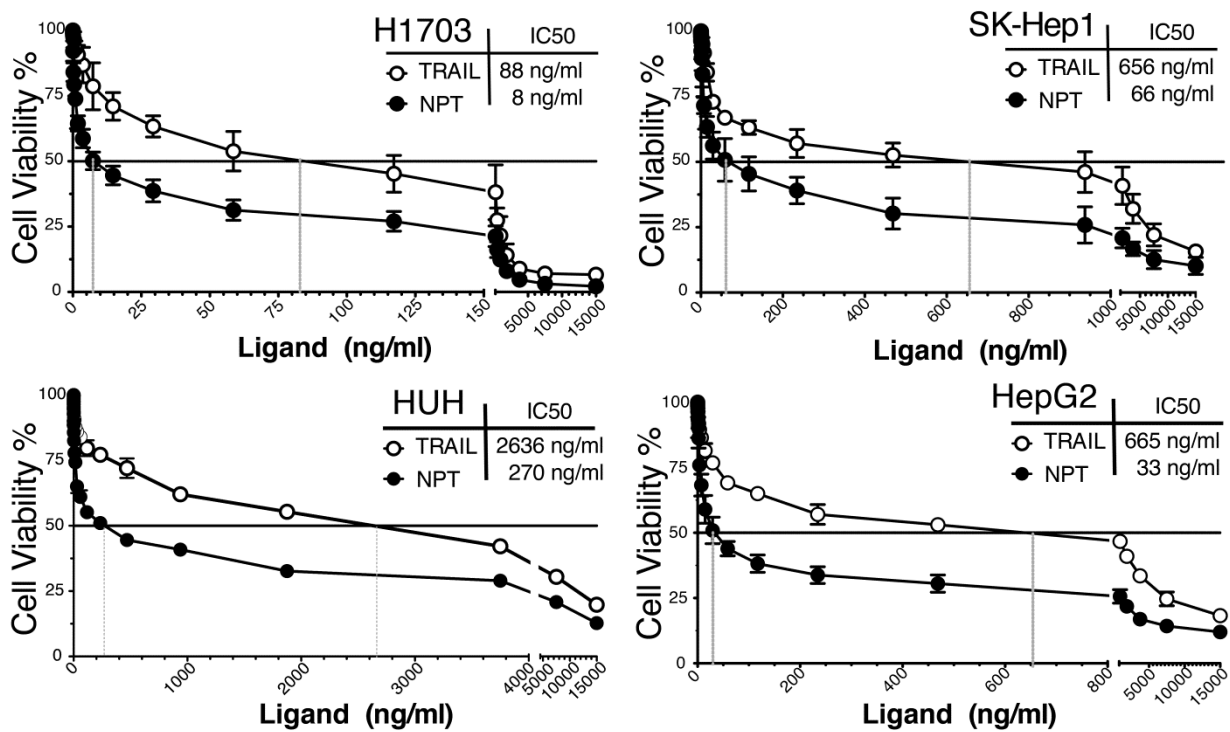 H1703
IC50
TRAIL 88 ng/ml
NPT 8 ng/ml
Cell Viability %
100
75
50
25
0
0 25 50 75 100 125 150 5000 10000 15000
Ligand (ng/ml)
SK-Hep1
IC50
TRAIL 656 ng/ml
NPT 66 ng/ml
Cell Viability %
100
75
50
25
0
0 200 400 600 800 1000 5000 10000 15000
Ligand (ng/ml)
HUH
IC50
TRAIL 2636 ng/ml
NPT 270 ng/ml
Cell Viability %
100
75
50
25
0
0 1000 2000 3000 4000 5000 10000 15000
Ligand (ng/ml)
HepG2
IC50
TRAIL 665 ng/ml
NPT 33 ng/ml
Cell Viability %
100
75
50
25
0
0 200 400 600 800 5000 10000 15000
Ligand (ng/ml)